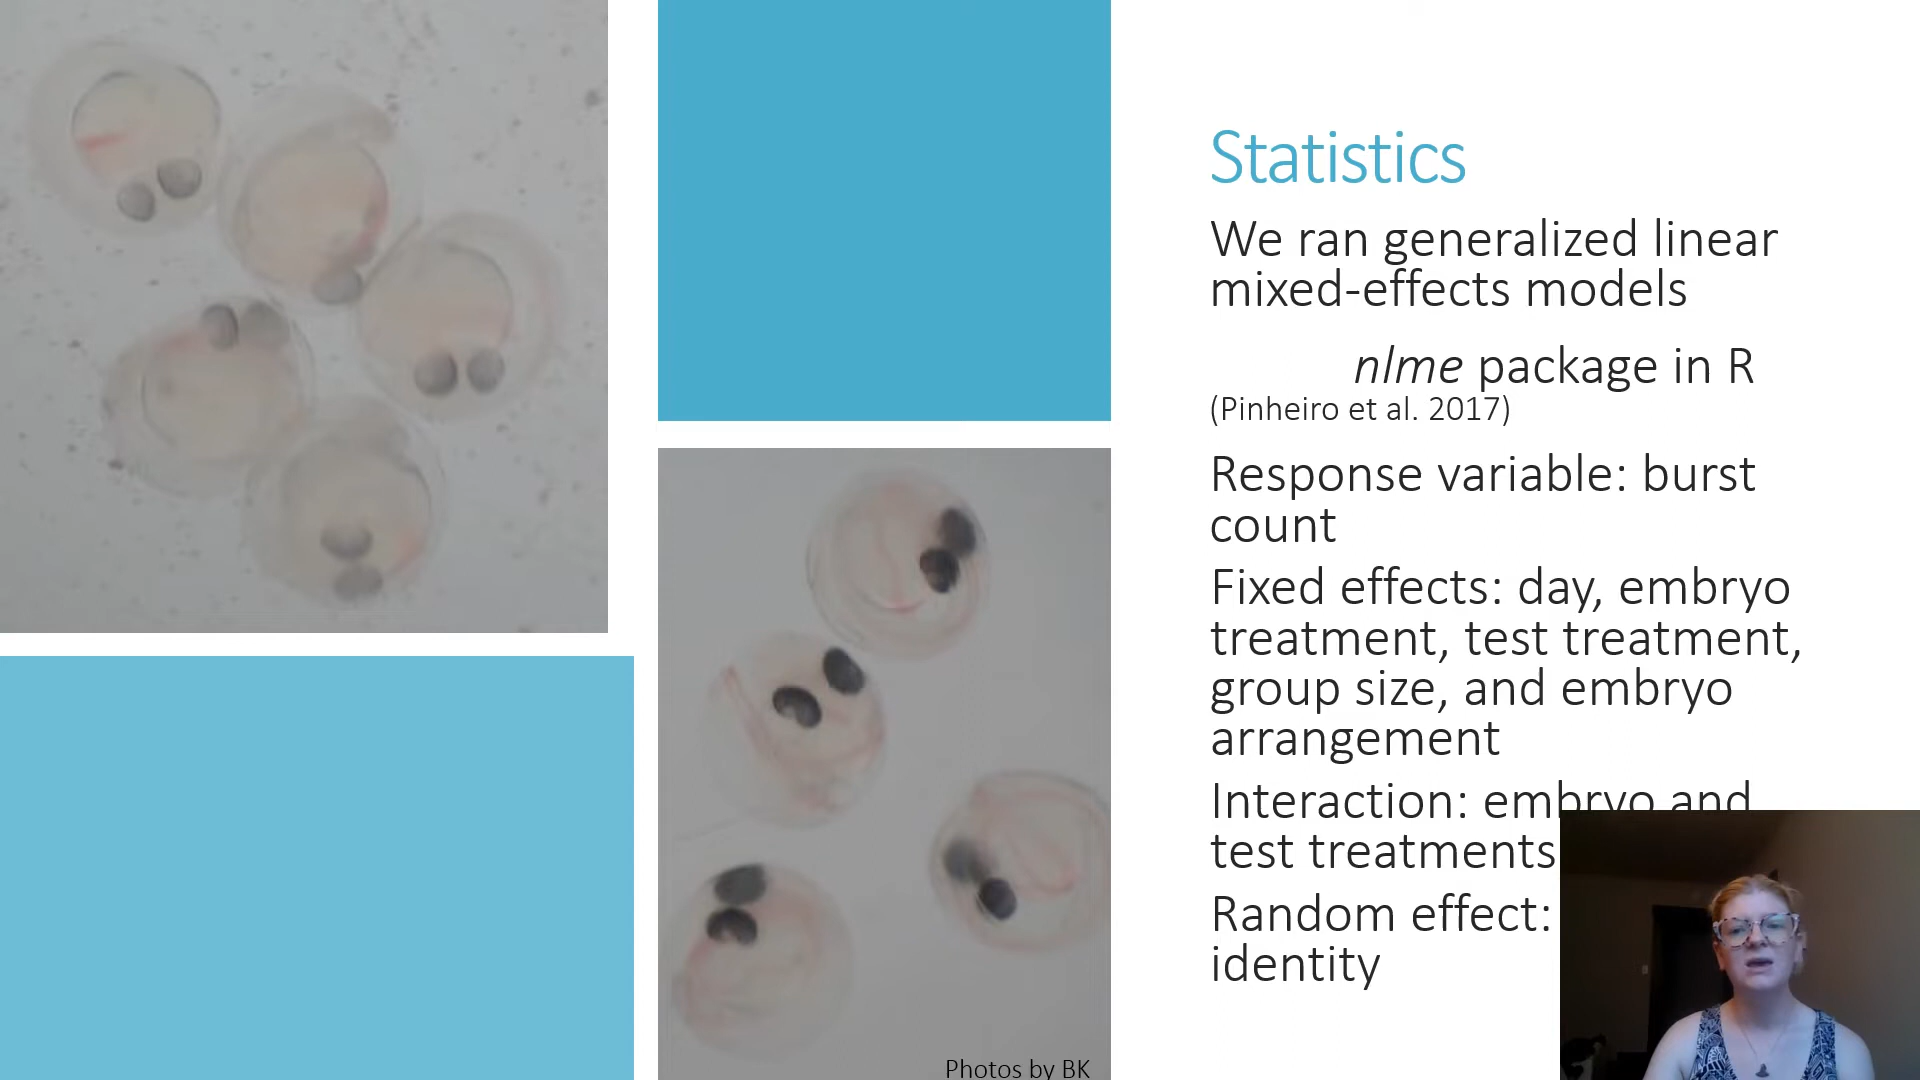 Statistics
We ran generalized linear
mixed-effects models
nlme package in R
(Pinheiro et al. 2017)
Response variable: burst
count
Fixed effects: day, embryo
treatment, test treatment,
group size, and embryo
arrangement
Interaction: embryo and
test treatments
Random effect:
identity
Photos by BK